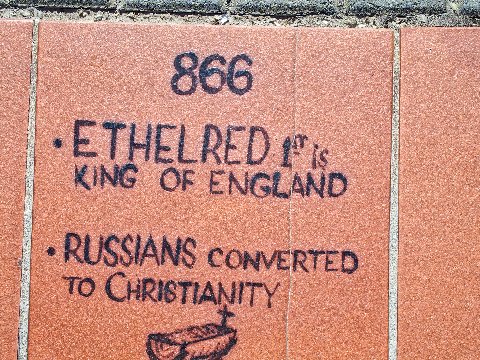 866
• ETHELRED 1ST is
KING OF ENGLAND
• RUSSIANS CONVERTED
TO CHRISTIANITY